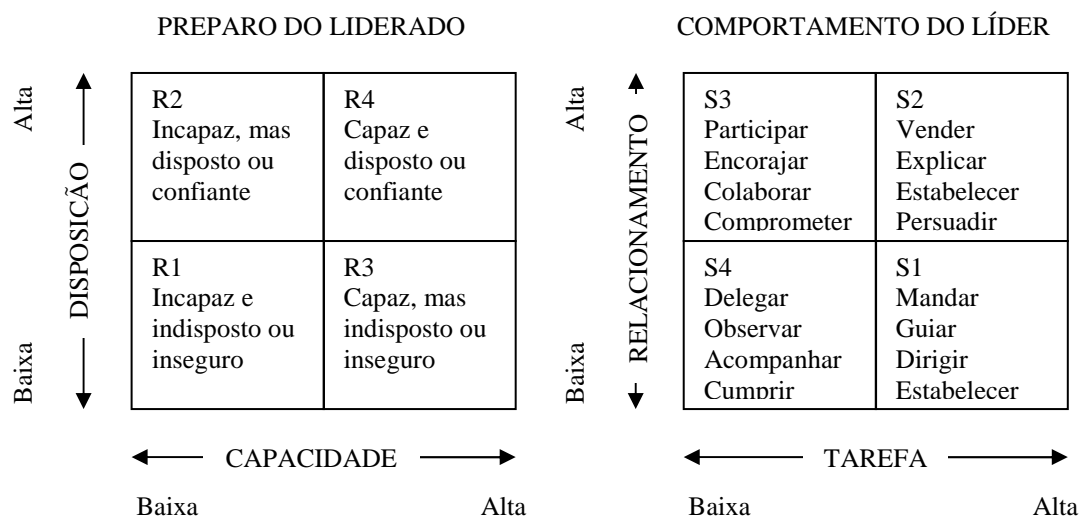 PREPARO DO LIDERADO
Alta
DISPOSICÃO
Baixa
R2
Incapaz, mas
disposto ou
confiante
R4
Capaz e
disposto ou
confiante
R1
Incapaz e
indisposto ou
inseguro
R3
Capaz, mas
indisposto ou
inseguro
CAPACIDADE
Baixa
Alta
COMPORTAMENTO DO LÍDER
Alta
RELACIONAMENTO
Baixa
S3
Participar
Encorajar
Colaborar
Comprometer
S2
Vender
Explicar
Estabelecer
Persuadir
S4
Delegar
Observar
Acompanhar
Cumprir
S1
Mandar
Guiar
Dirigir
Estabelecer
TAREFA
Baixa
Alta